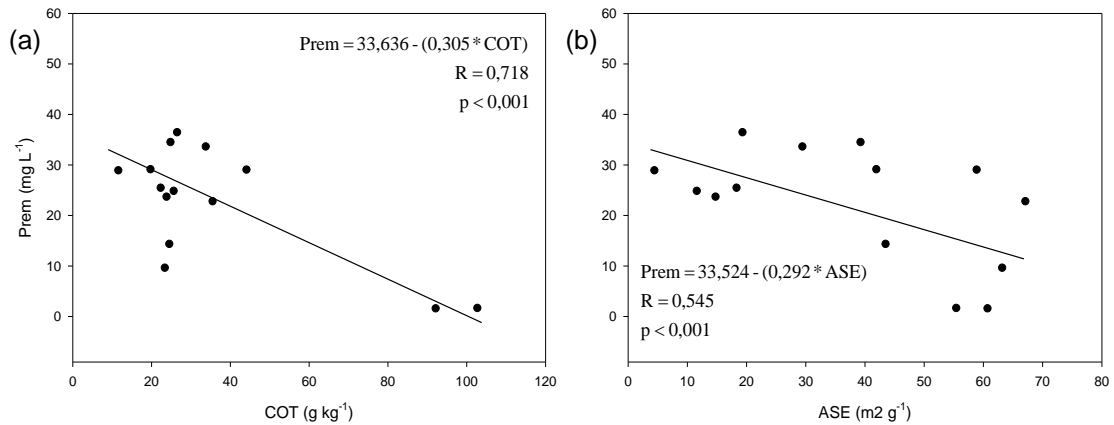 (a)
60
50
40
30
20
10
0
Prem (mg L⁻¹)
Prem = 33,636 - (0,305 * COT)
R = 0,718
p < 0,001
0 20 40 60 80 100 120
COT (g kg⁻¹)
(b)
60
50
40
30
20
10
0
Prem = 33,524 - (0,292 * ASE)
R = 0,545
p < 0,001
0 10 20 30 40 50 60 70 80
ASE (m2 g⁻¹)